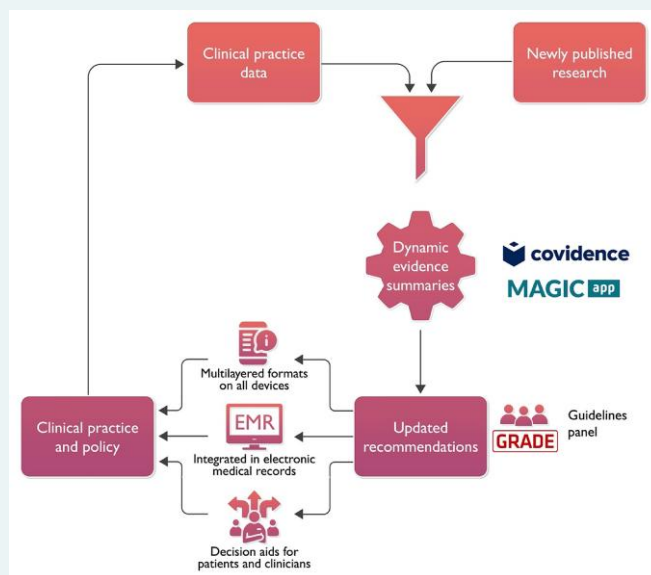 Clinical practice
data
Newly published
research
Dynamic
evidence
summaries
covidence
MAGIC app
Multilayered formats
on all devices
Clinical practice
and policy
EMR
Integrated in electronic
medical records
Updated
recommendations
GRADE
Guidelines
panel
Decision aids for
patients and clinicians